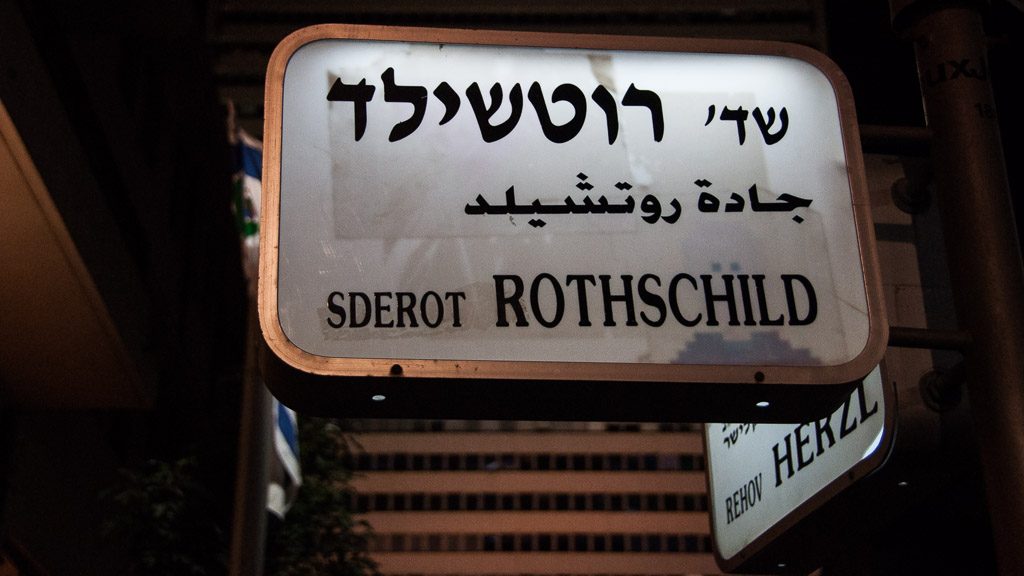 שד' רוטשילד
جادة روتشيلد
SDEROT ROTHSCHILD
REHOV HERZL